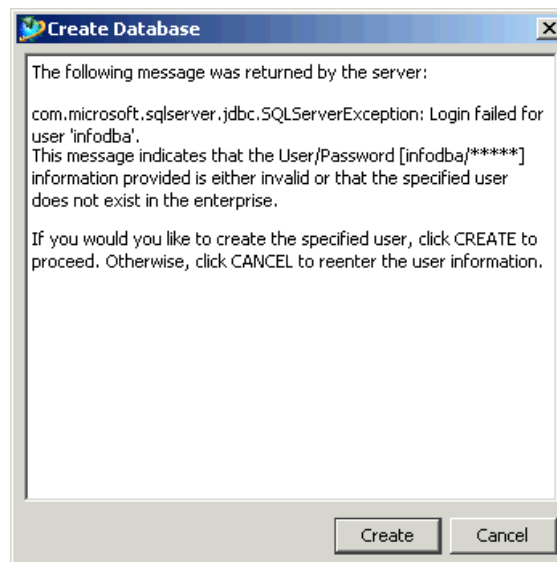 Create Database
The following message was returned by the server:
com.microsoft.sqlserver.jdbc.SQLServerException: Login failed for
user 'infodba'.
This message indicates that the User/Password [infodba/*****]
information provided is either invalid or that the specified user
does not exist in the enterprise.
If you would you like to create the specified user, click CREATE to
proceed. Otherwise, click CANCEL to reenter the user information.
Create
Cancel